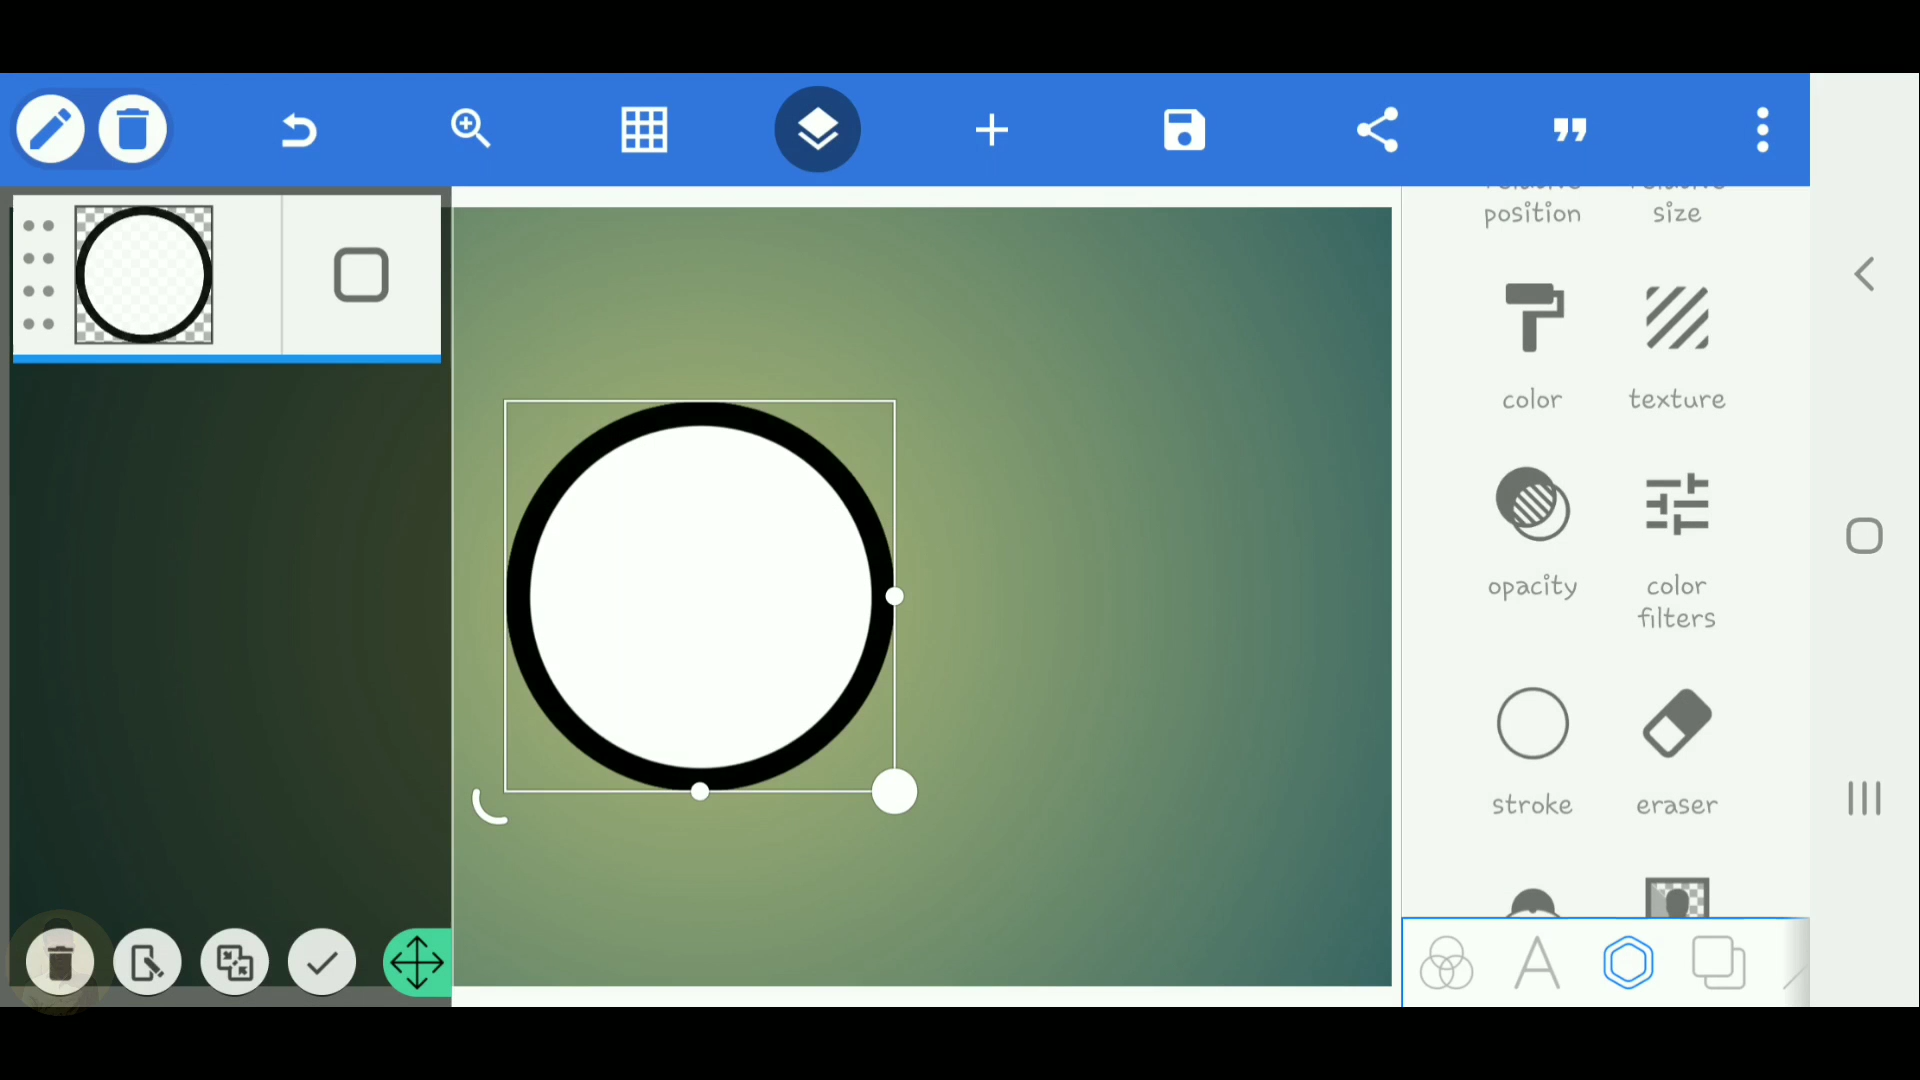 position
size
color
texture
opacity
color
filters
stroke
eraser